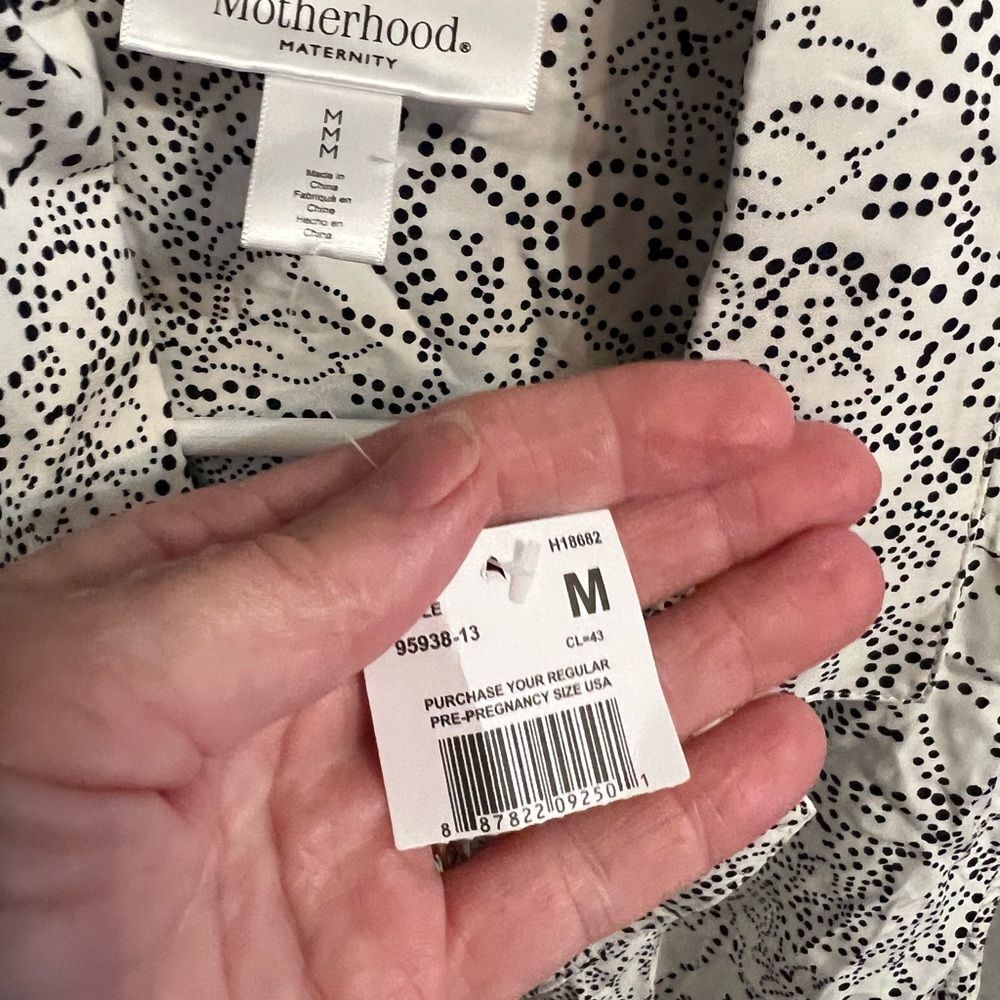 Motherhood®
MATERNITY
M
M
M
Made in
China
Fabriqué en
Chine
Hecho en
China
H18682
LE
M
95938-13
CL=43
PURCHASE YOUR REGULAR
PRE-PREGNANCY SIZE USA
8 87822 09250 1